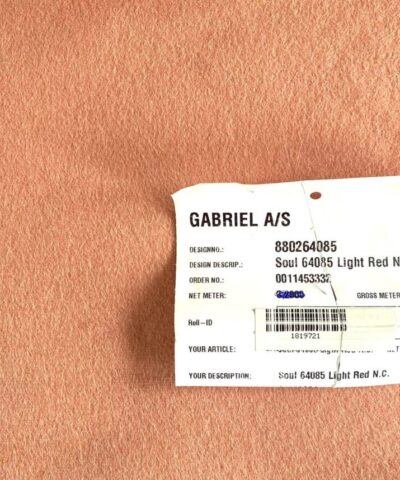 GABRIEL A/S
DESIGNNO.: 880264085
DESIGN DESCRIP.: Soul 64085 Light Red N
ORDER NO.: 0011453332
NET METER: GROSS METER
Roll-ID
1819721
YOUR ARTICLE:
YOUR DESCRIPTION: Soul 64085 Light Red N.C.